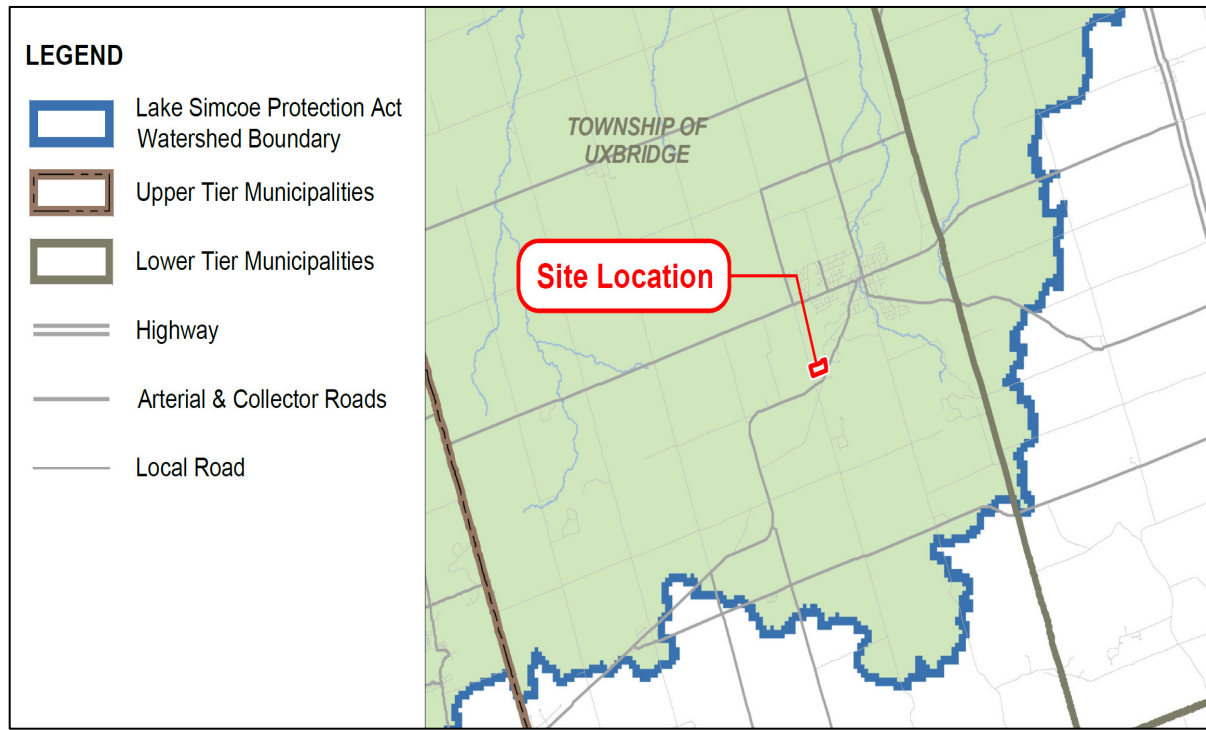 LEGEND
Lake Simcoe Protection Act
Watershed Boundary
Upper Tier Municipalities
Lower Tier Municipalities
Highway
Arterial & Collector Roads
Local Road
TOWNSHIP OF
UXBRIDGE
Site Location